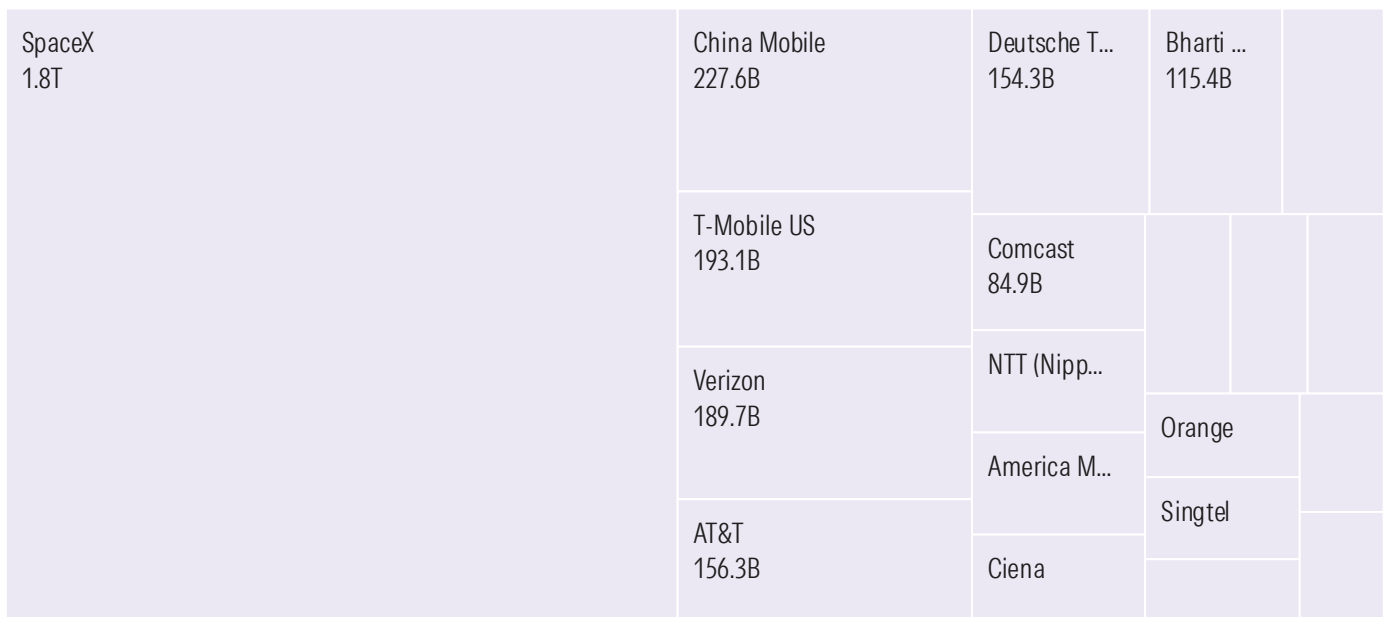 SpaceX
1.8T
China Mobile
227.6B
T-Mobile US
193.1B
Verizon
189.7B
AT&T
156.3B
Deutsche T...
154.3B
Bharti ...
115.4B
Comcast
84.9B
NTT (Nipp...
America M...
Ciena
Orange
Singtel